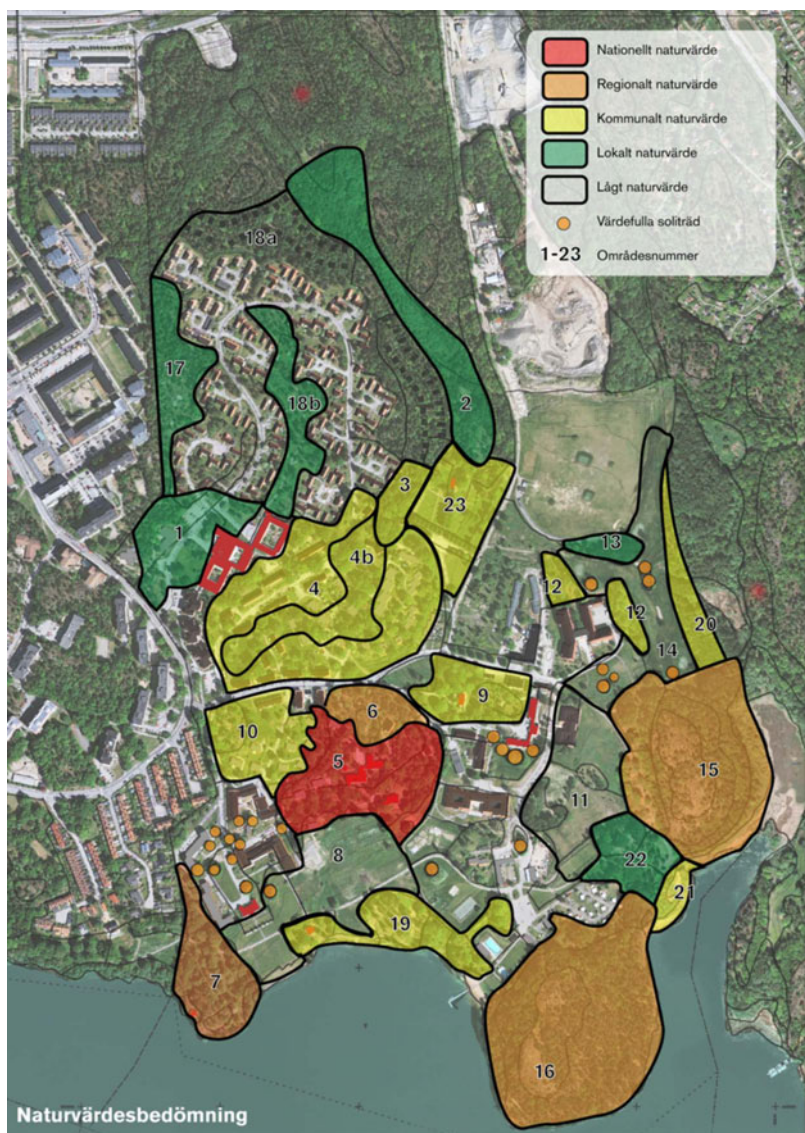 Nationellt naturvärde
Regionalt naturvärde
Kommunalt naturvärde
Lokalt naturvärde
Lågt naturvärde
Värdefulla soliträd
1-23 Områdesnummer
18a
17
18b
2
3
23
1
4b
4
13
12
12
20
14
6
9
10
5
15
11
8
22
21
19
7
16
Naturvärdesbedömning